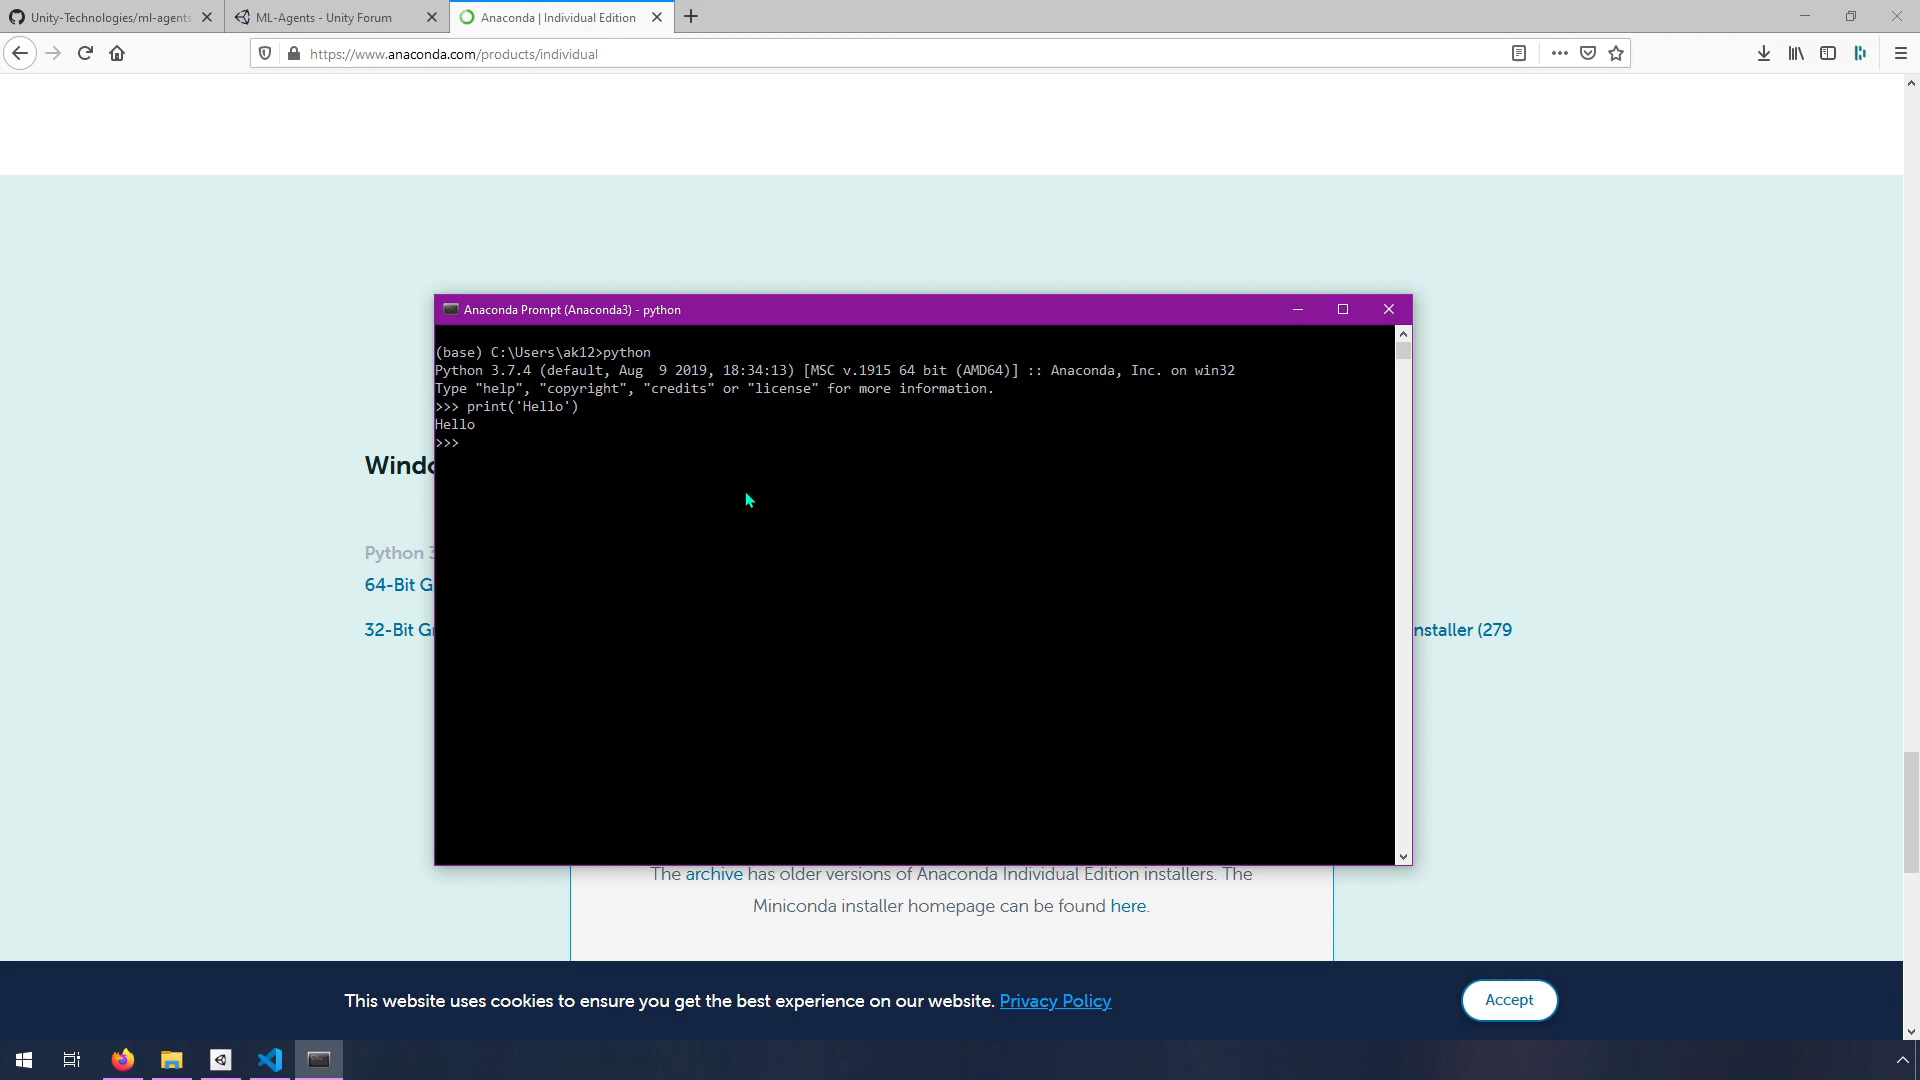 Unity-Technologies/ml-agents
ML-Agents - Unity Forum
Anaconda | Individual Edition
https://www.anaconda.com/products/individual
Anaconda Prompt (Anaconda3) - python
(base) C:\Users\ak12>python
Python 3.7.4 (default, Aug  9 2019, 18:34:13) [MSC v.1915 64 bit (AMD64)] :: Anaconda, Inc. on win32
Type "help", "copyright", "credits" or "license" for more information.
>>> print('Hello')
Hello
>>>
Windo
Python 3
64-Bit G
32-Bit Gr
nstaller (279
The archive has older versions of Anaconda Individual Edition installers. The
Miniconda installer homepage can be found here.
This website uses cookies to ensure you get the best experience on our website. Privacy Policy
Accept